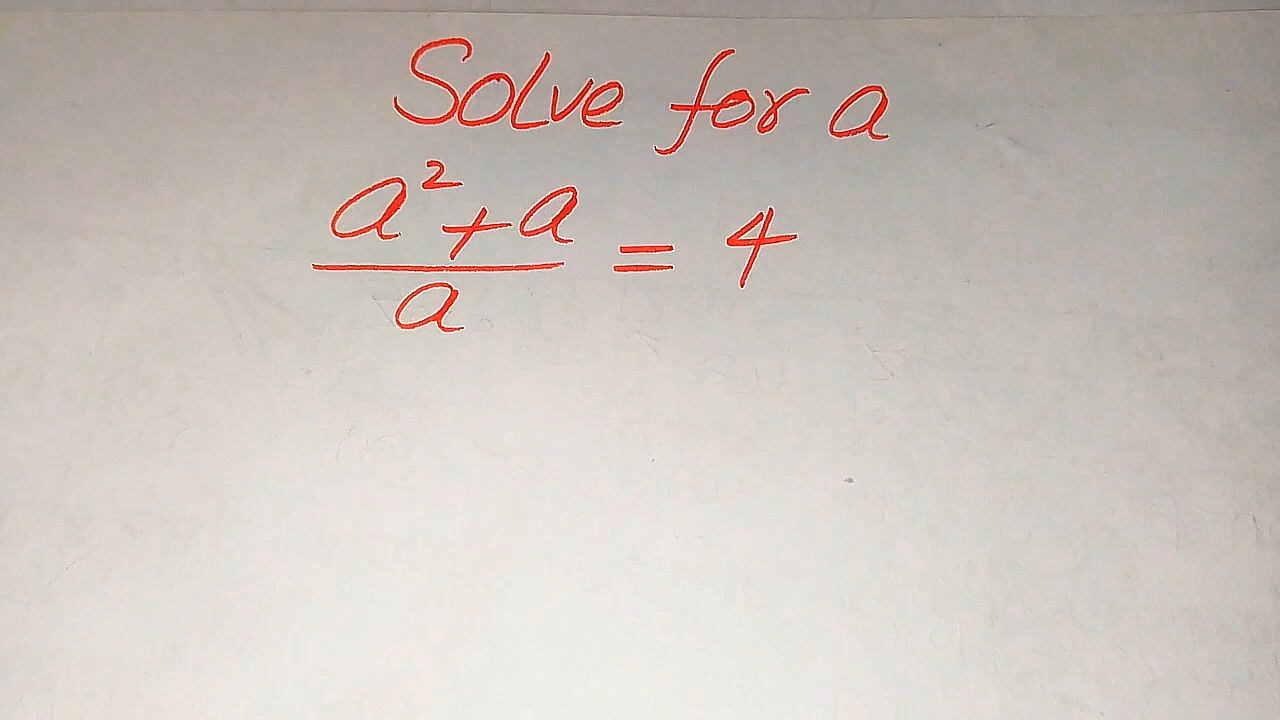 Solve for a
a² + a / a = 4